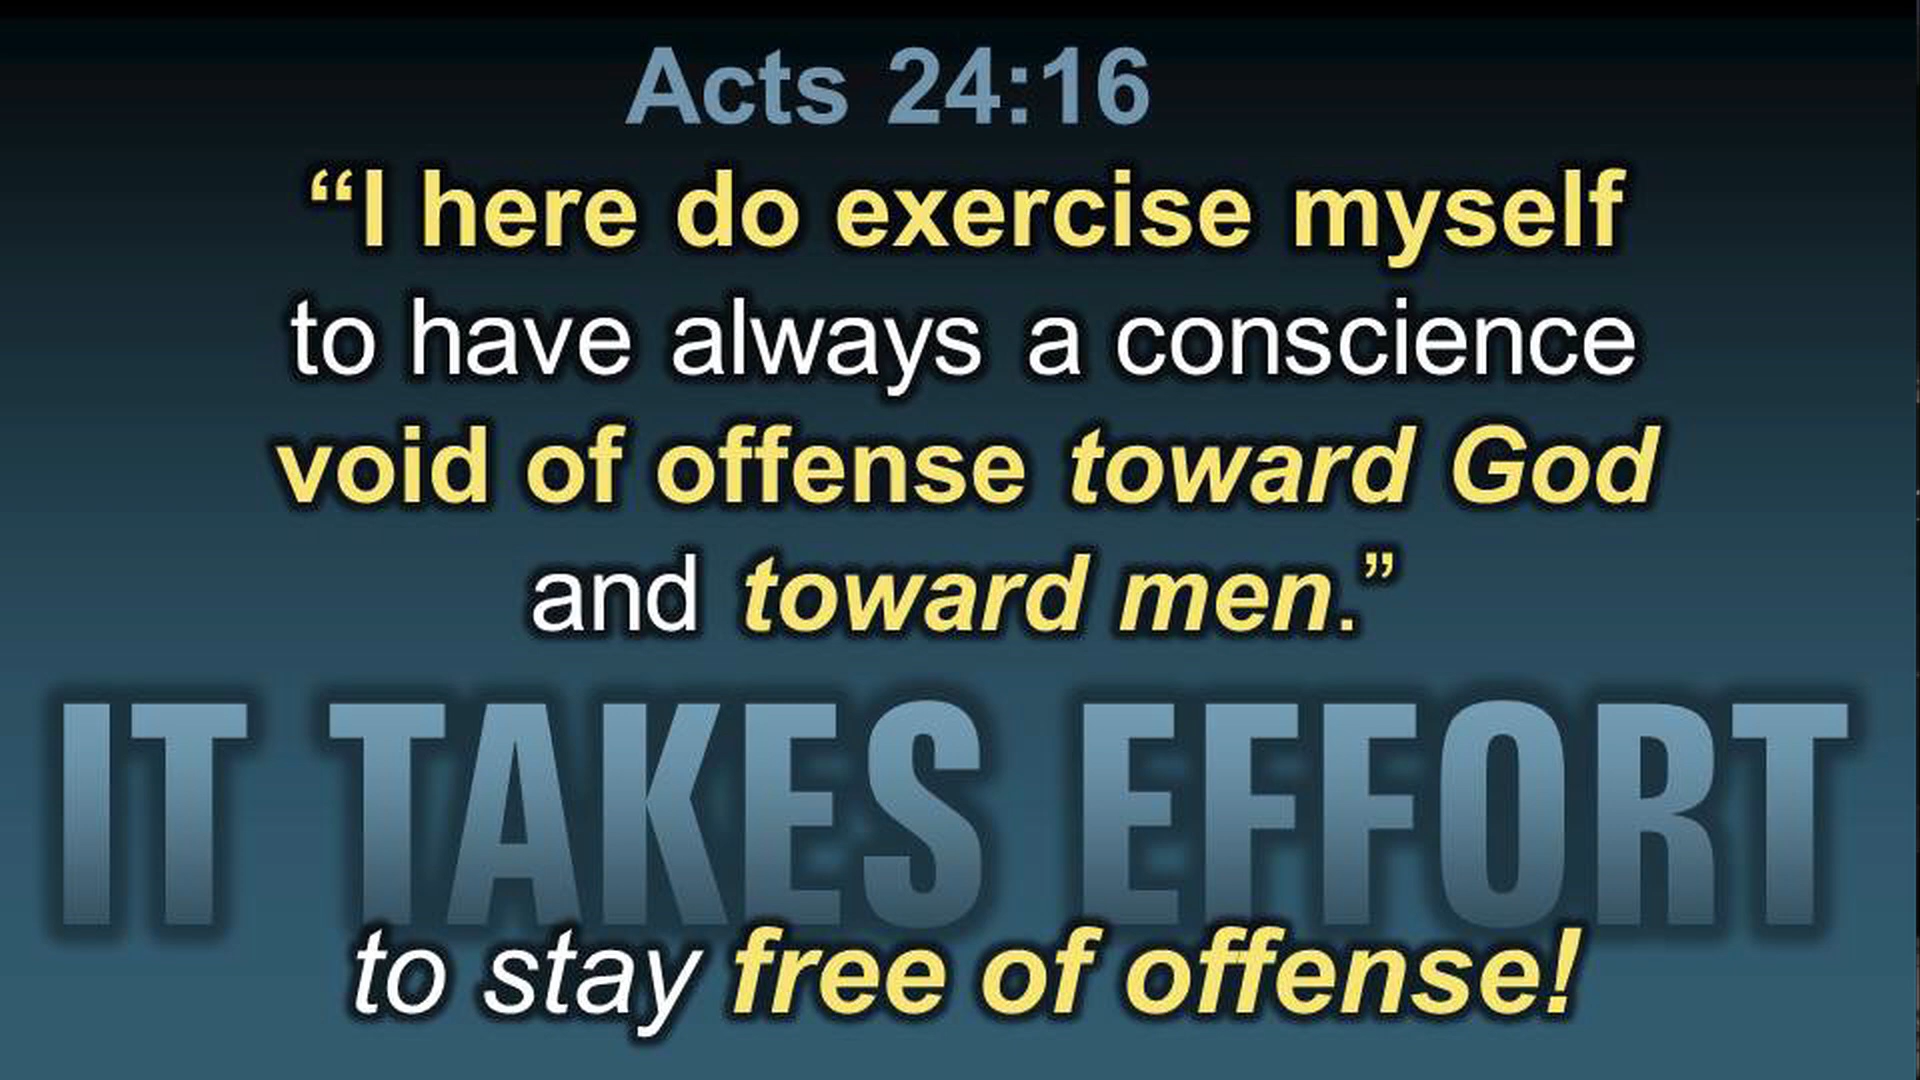 Acts 24:16
“I here do exercise myself
to have always a conscience
void of offense toward God
and toward men.”
IT TAKES EFFORT
to stay free of offense!